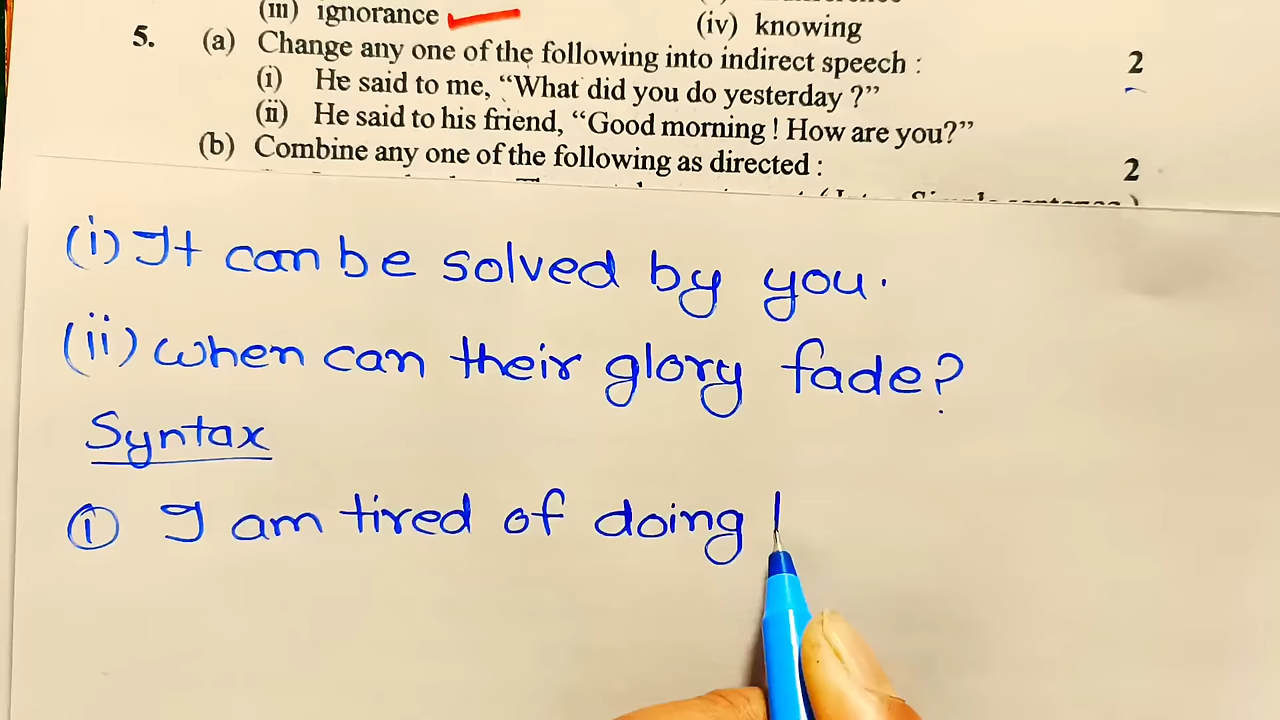 (iii) ignorance
(iv) knowing
5. (a) Change any one of the following into indirect speech : 2
(i) He said to me, “What did you do yesterday ?”
(ii) He said to his friend, “Good morning ! How are you?”
(b) Combine any one of the following as directed : 2
(i) It can be solved by you.
(ii) when can their glory fade?
Syntax
① I am tired of doing